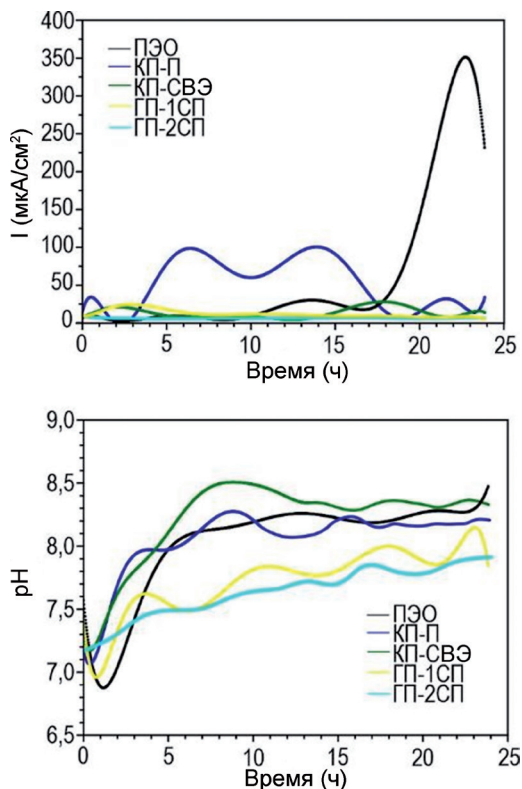 400
350
300
250
200
150
100
50
0
I (мкА/см²)
ПЭО
КП-П
КП-СВЭ
ГП-1СП
ГП-2СП
0 5 10 15 20 25
Время (ч)
9,0
8,5
8,0
7,5
7,0
6,5
pH
ПЭО
КП-П
КП-СВЭ
ГП-1СП
ГП-2СП
0 5 10 15 20 25
Время (ч)